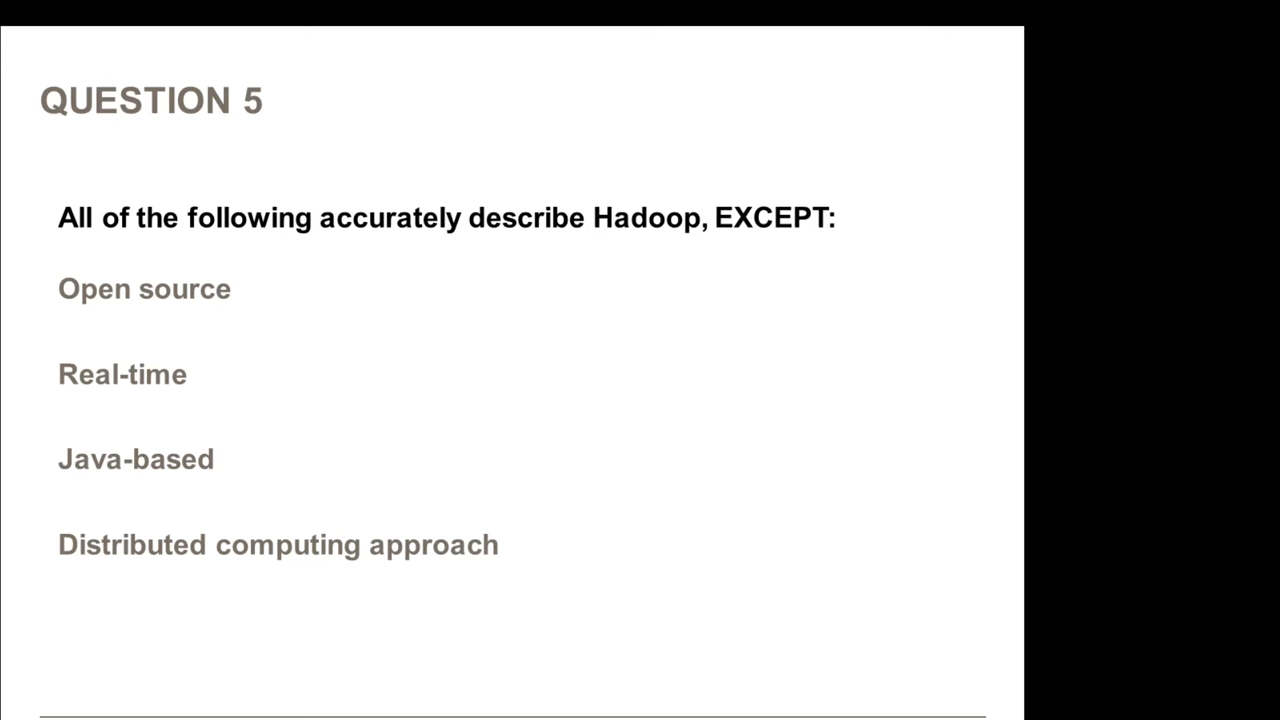 QUESTION 5
All of the following accurately describe Hadoop, EXCEPT:
Open source
Real-time
Java-based
Distributed computing approach